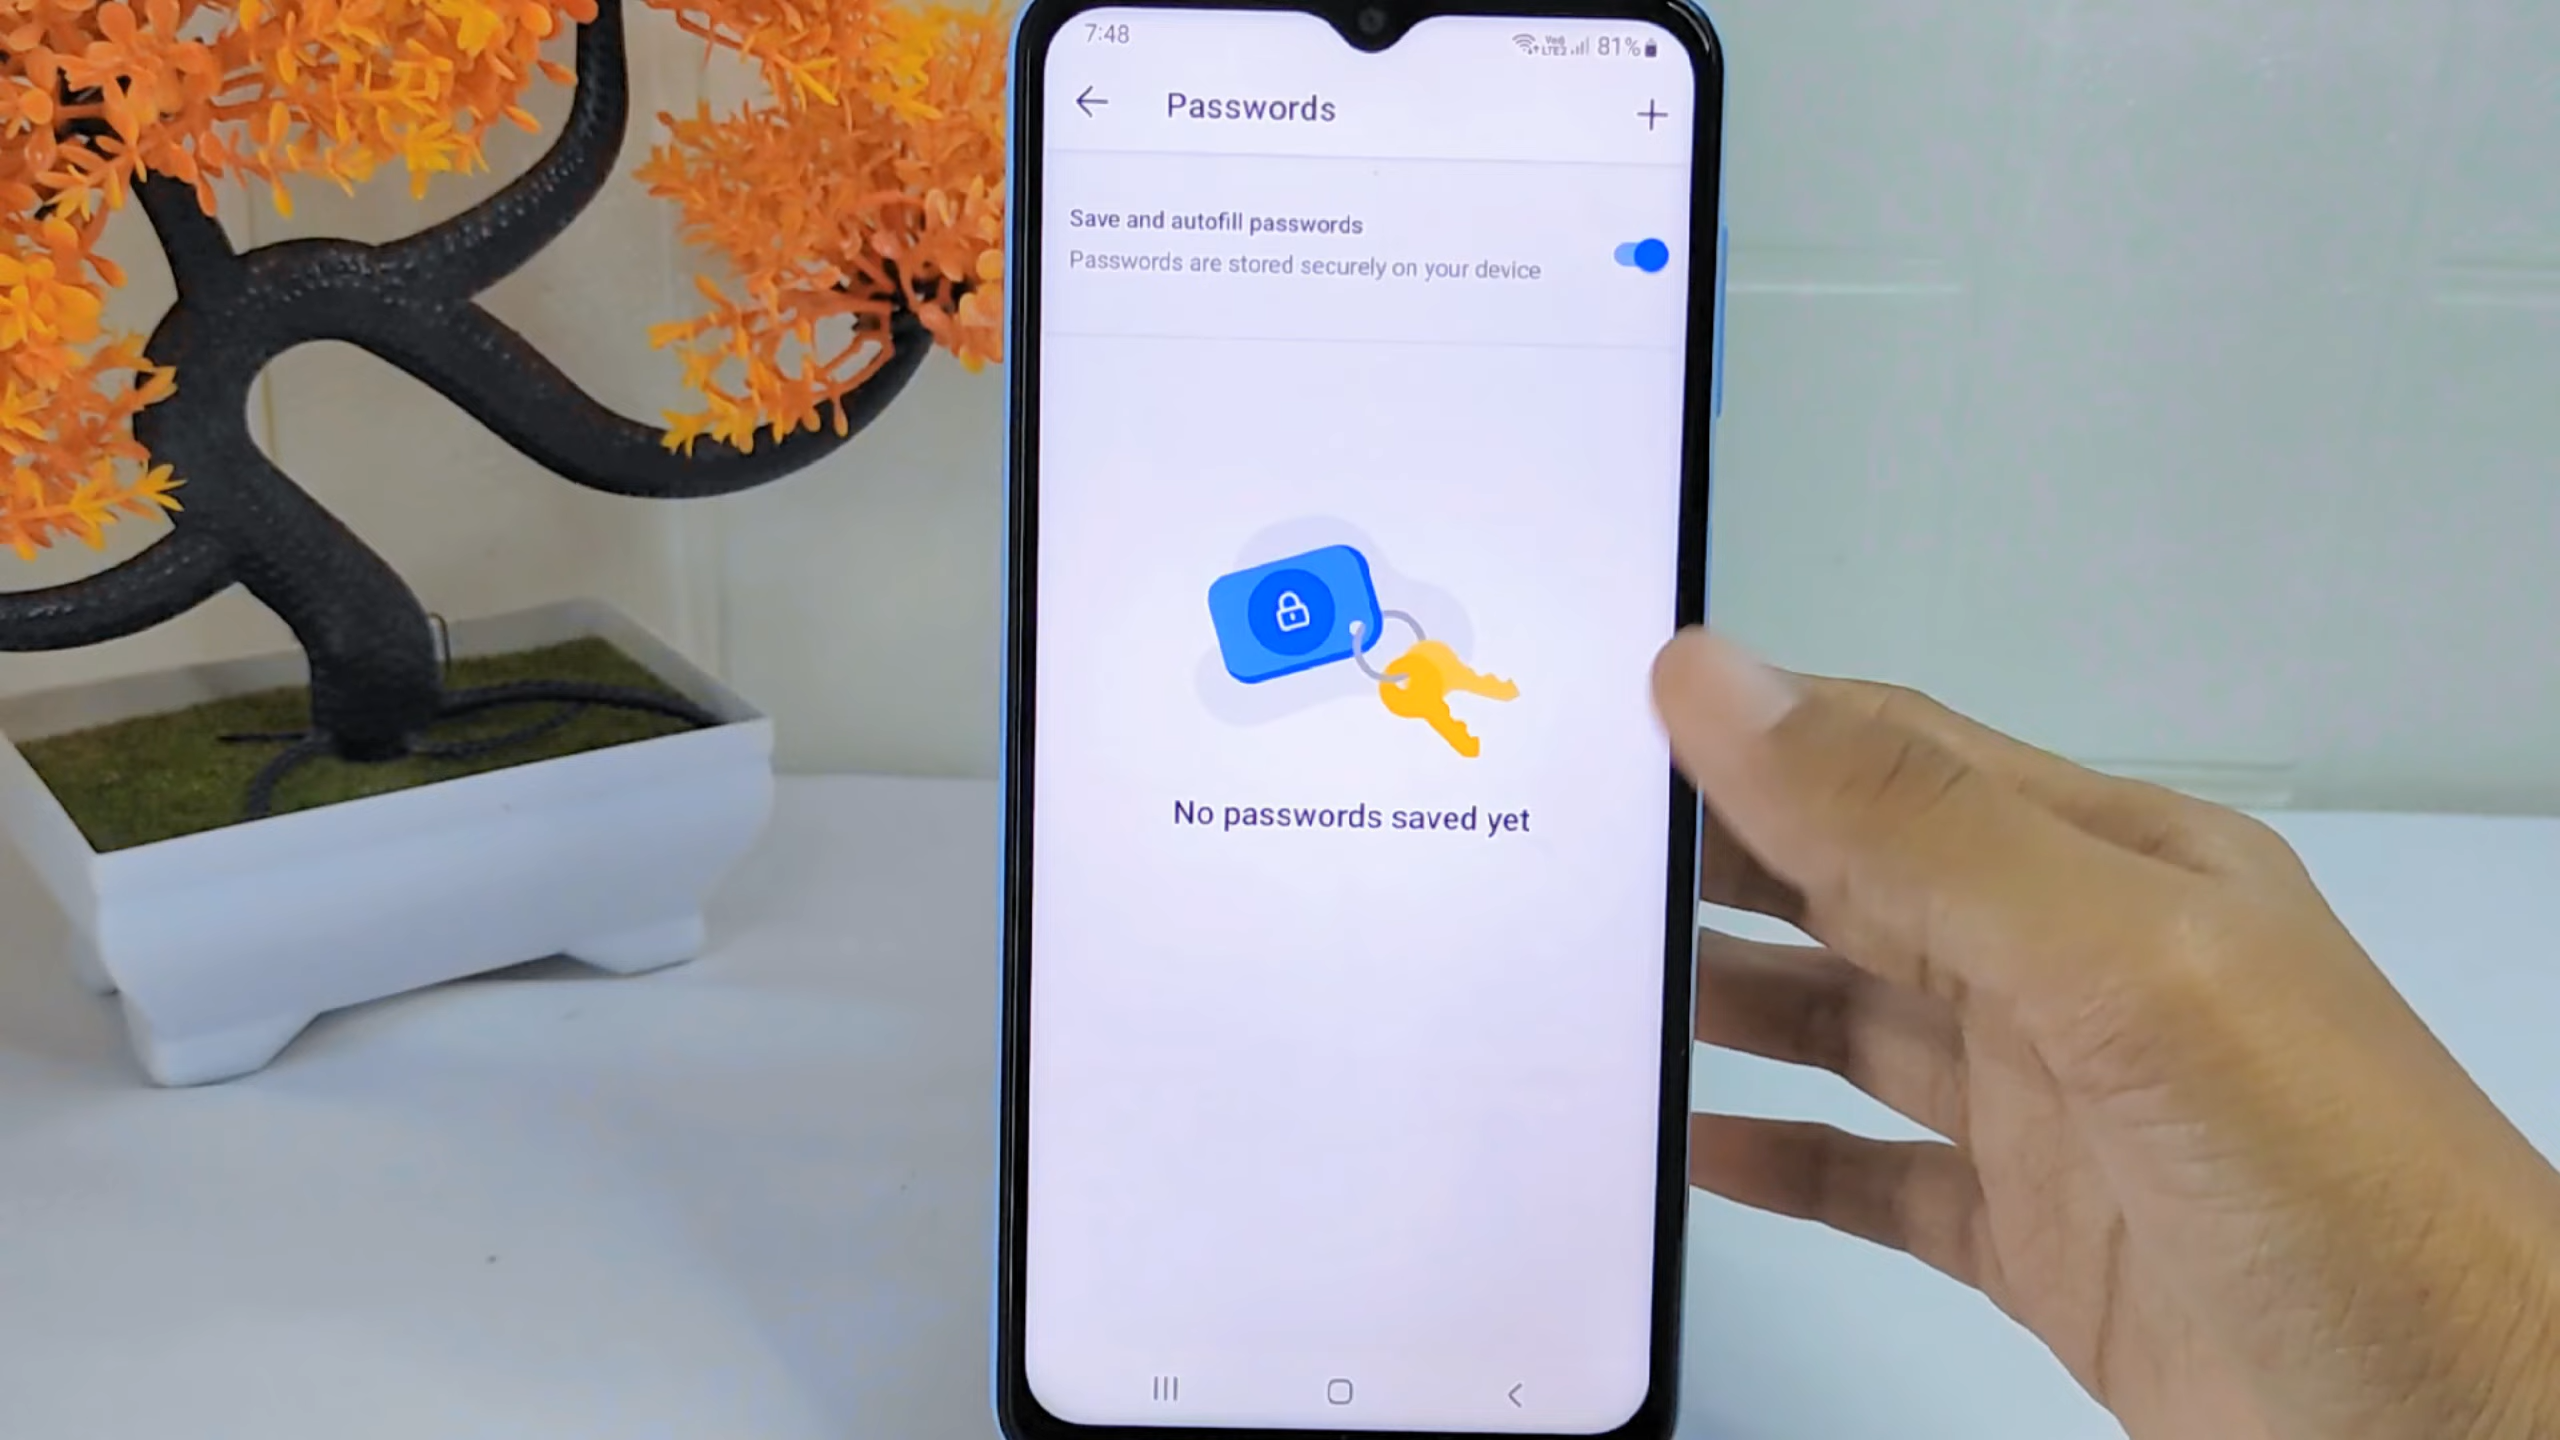 7:48
81%
Passwords
Save and autofill passwords
Passwords are stored securely on your device
No passwords saved yet